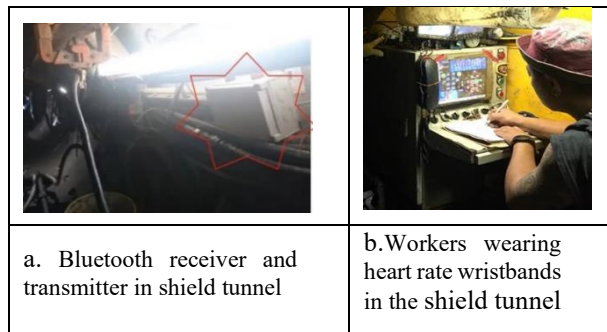 a. Bluetooth receiver and
transmitter in shield tunnel
b.Workers wearing
heart rate wristbands
in the shield tunnel